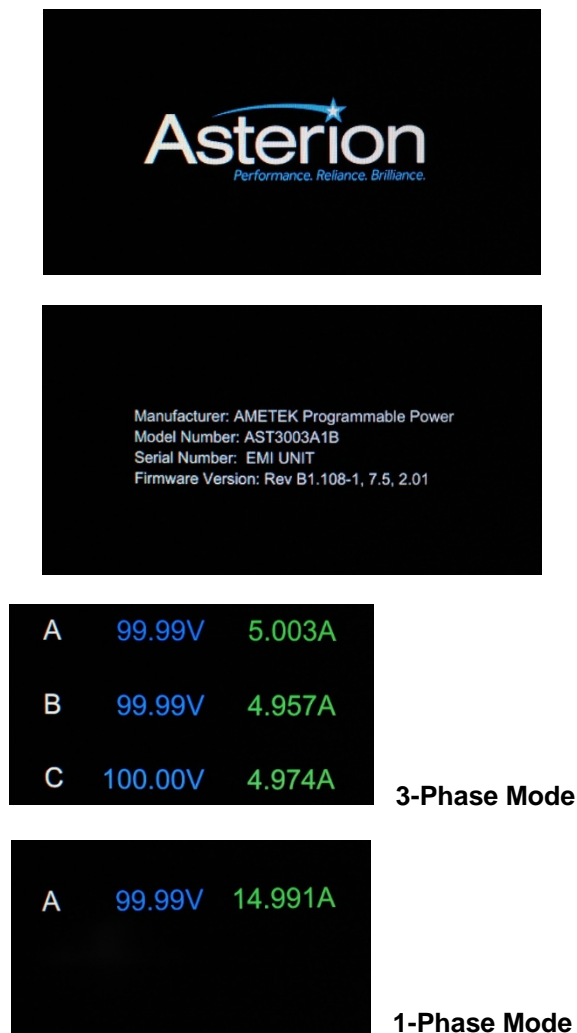 Asterion
Performance. Reliance. Brilliance.
Manufacturer: AMETEK Programmable Power
Model Number: AST3003A1B
Serial Number: EMI UNIT
Firmware Version: Rev B1.108-1, 7.5, 2.01
A 99.99V 5.003A
B 99.99V 4.957A
C 100.00V 4.974A
3-Phase Mode
A 99.99V 14.991A
1-Phase Mode